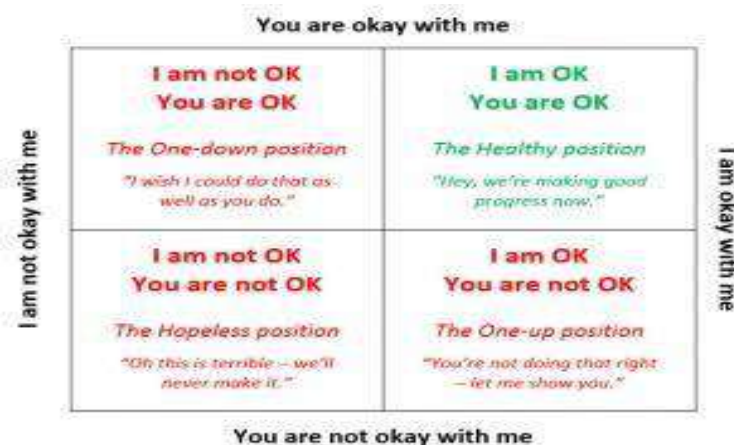 You are okay with me
I am not OK
You are OK
The One-down position
"I wish I could do that as
well as you do."
I am OK
You are OK
The Healthy position
"Hey, we're making good
progress now."
I am not okay with me
I am okay with me
I am not OK
You are not OK
The Hopeless position
"Oh this is terrible – we'll
never make it."
I am OK
You are not OK
The One-up position
"You're not doing that right
– let me show you."
You are not okay with me